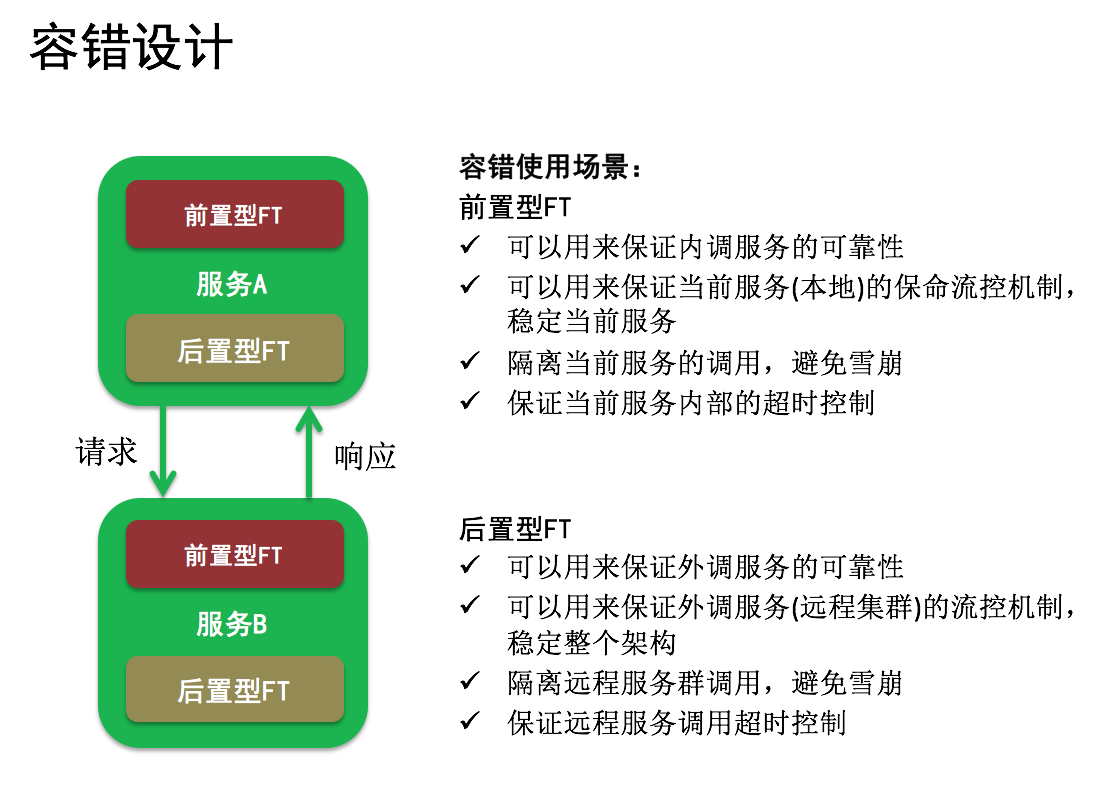 容错设计
前置型FT
服务A
后置型FT
请求
响应
前置型FT
服务B
后置型FT
容错使用场景：
前置型FT
✓ 可以用来保证内调服务的可靠性
✓ 可以用来保证当前服务(本地)的保命流控机制，
稳定当前服务
✓ 隔离当前服务的调用，避免雪崩
✓ 保证当前服务内部的超时控制
后置型FT
✓ 可以用来保证外调服务的可靠性
✓ 可以用来保证外调服务(远程集群)的流控机制，
稳定整个架构
✓ 隔离远程服务群调用，避免雪崩
✓ 保证远程服务调用超时控制